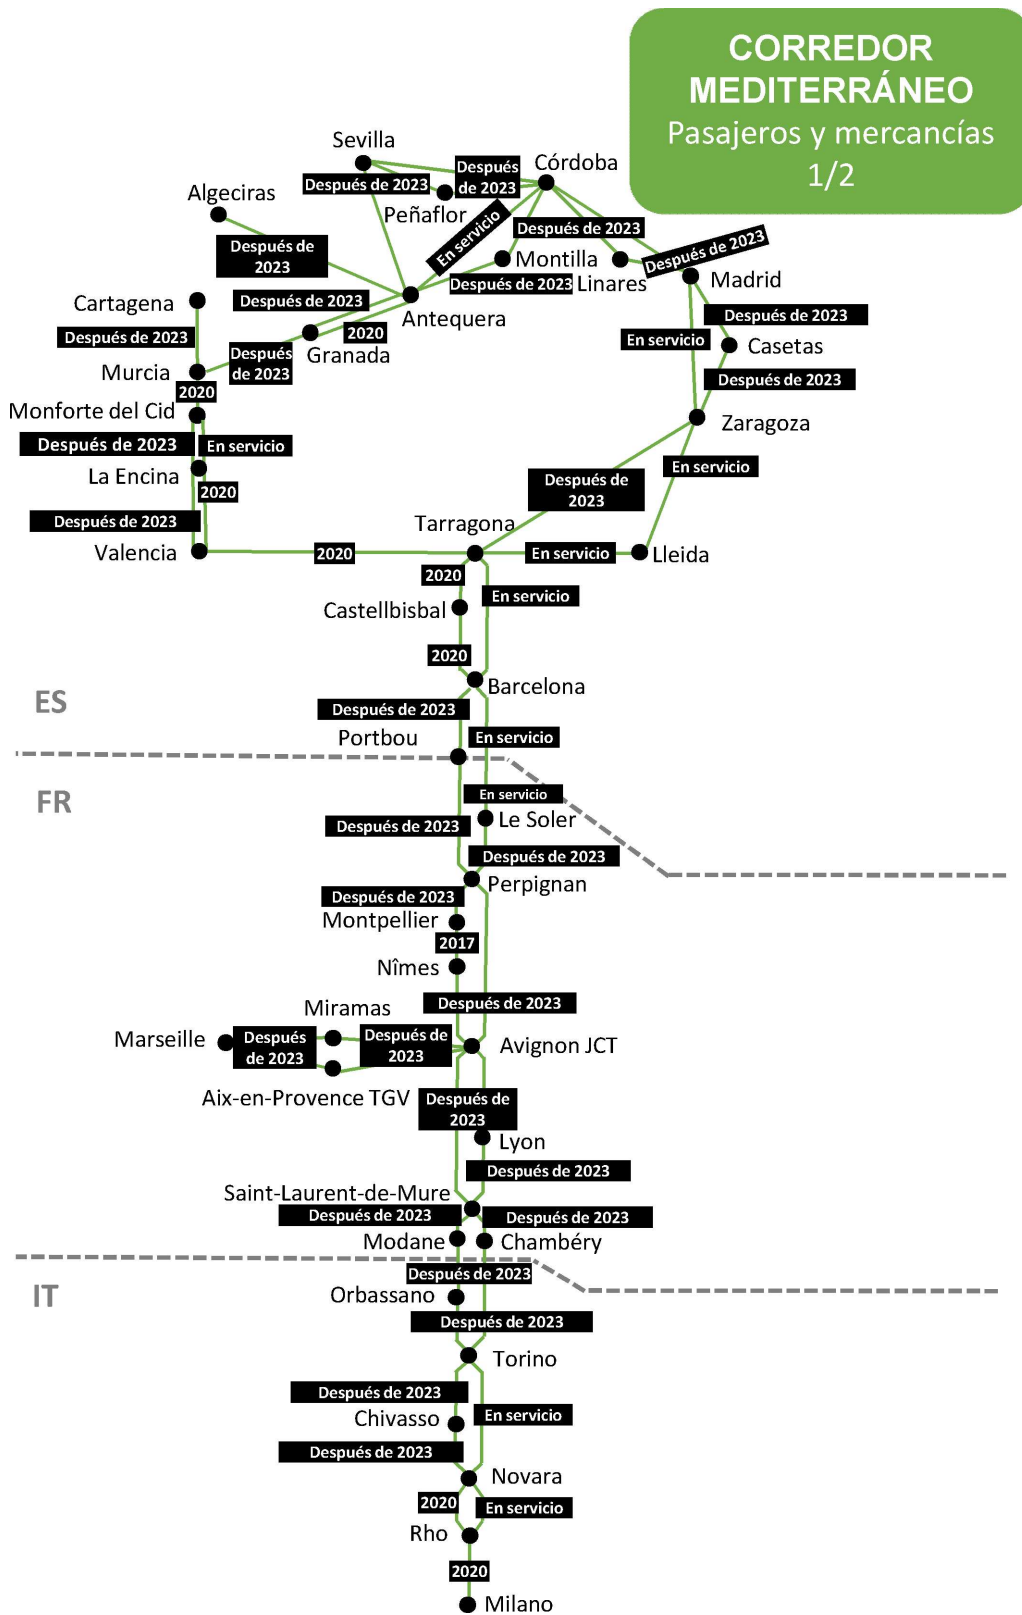 CORREDOR
MEDITERRÁNEO
Pasajeros y mercancías
1/2
Sevilla
Córdoba
Después
de 2023
Después de 2023
Algeciras
Peñaflor
En servicio
Después de 2023
Después de
2023
Montilla
Después de 2023
Linares
Madrid
Después de 2023
Cartagena
Después de 2023
Antequera
Después de 2023
2020
En servicio
Después de 2023
Granada
Casetas
Después
de 2023
Murcia
Después de 2023
2020
Monforte del Cid
Zaragoza
Después de 2023
En servicio
La Encina
En servicio
2020
Después de
2023
Después de 2023
Tarragona
Valencia
2020
En servicio
Lleida
2020
En servicio
Castellbisbal
2020
Barcelona
ES
Después de 2023
Portbou
En servicio
FR
En servicio
Le Soler
Después de 2023
Después de 2023
Perpignan
Después de 2023
Montpellier
2017
Nîmes
Después de 2023
Miramas
Marseille
Después
de 2023
Después de
2023
Avignon JCT
Aix-en-Provence TGV
Después de
2023
Lyon
Después de 2023
Saint-Laurent-de-Mure
Después de 2023
Después de 2023
Modane
Chambéry
Después de 2023
IT
Orbassano
Después de 2023
Torino
Después de 2023
Chivasso
En servicio
Después de 2023
Novara
2020
En servicio
Rho
2020
Milano